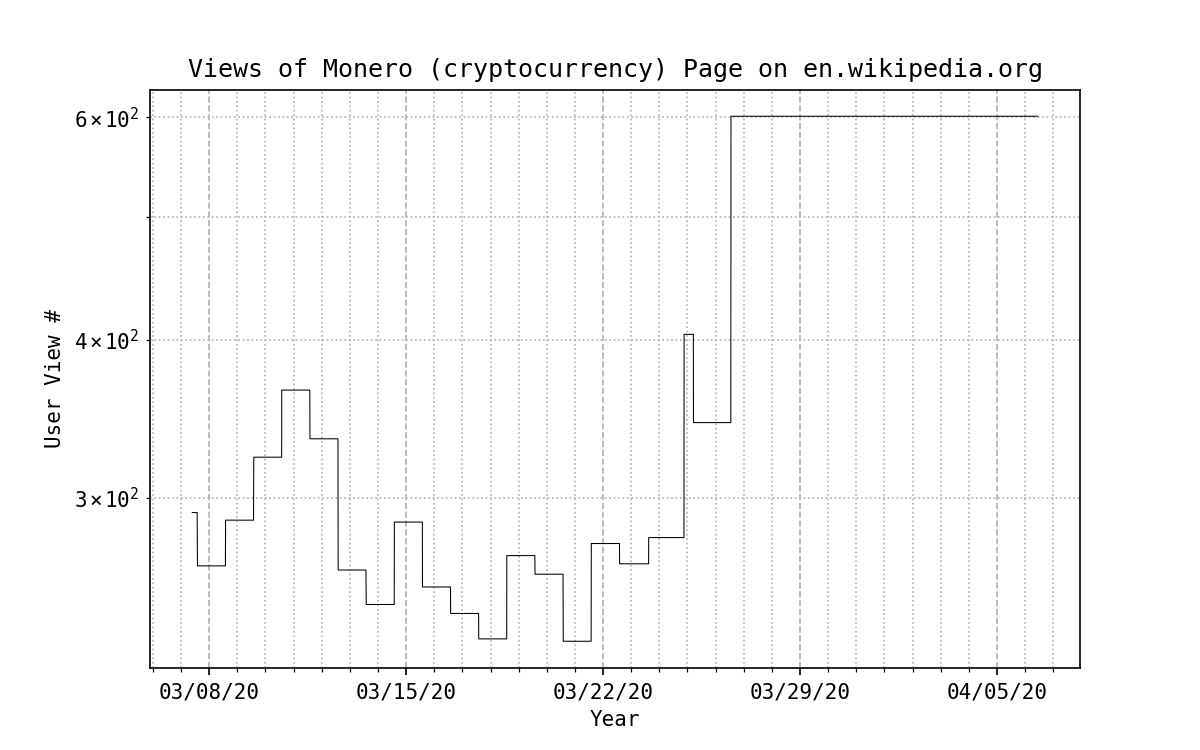 Views of Monero (cryptocurrency) Page on en.wikipedia.org
6×10²
4×10²
3×10²
User View #
03/08/20 03/15/20 03/22/20 03/29/20 04/05/20
Year